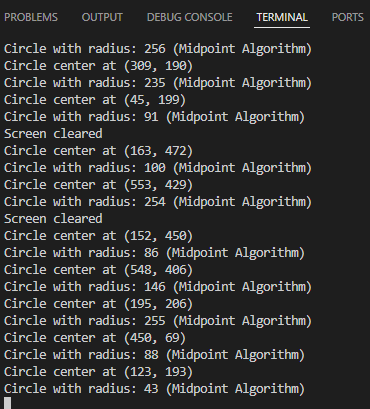 PROBLEMS OUTPUT DEBUG CONSOLE TERMINAL PORTS
Circle with radius: 256 (Midpoint Algorithm)
Circle center at (309, 190)
Circle with radius: 235 (Midpoint Algorithm)
Circle center at (45, 199)
Circle with radius: 91 (Midpoint Algorithm)
Screen cleared
Circle center at (163, 472)
Circle with radius: 100 (Midpoint Algorithm)
Circle center at (553, 429)
Circle with radius: 254 (Midpoint Algorithm)
Screen cleared
Circle center at (152, 450)
Circle with radius: 86 (Midpoint Algorithm)
Circle center at (548, 406)
Circle with radius: 146 (Midpoint Algorithm)
Circle center at (195, 206)
Circle with radius: 255 (Midpoint Algorithm)
Circle center at (450, 69)
Circle with radius: 88 (Midpoint Algorithm)
Circle center at (123, 193)
Circle with radius: 43 (Midpoint Algorithm)